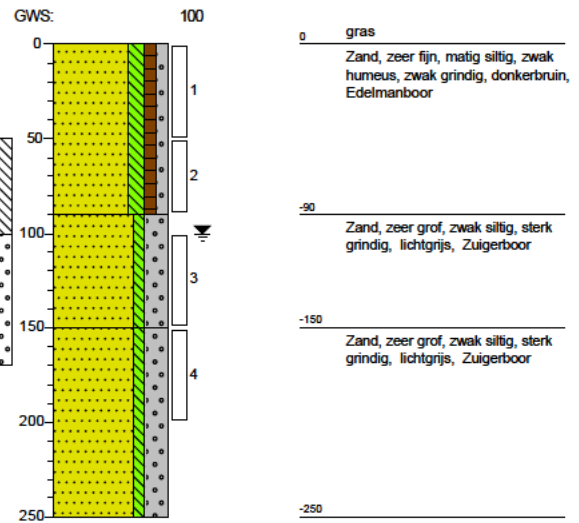 GWS: 100
0
50
100
150
200
250
1
2
3
4
0 gras
Zand, zeer fijn, matig siltig, zwak
humeus, zwak grindig, donkerbruin,
Edelmanboor
-90
Zand, zeer grof, zwak siltig, sterk
grindig, lichtgrijs, Zuigerboor
-150
Zand, zeer grof, zwak siltig, sterk
grindig, lichtgrijs, Zuigerboor
-250